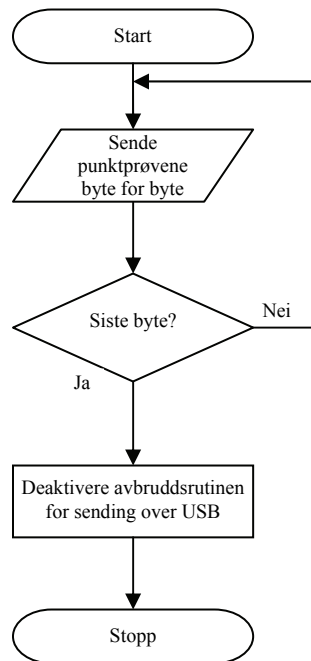 Start
Sende
punktprøvene
byte for byte
Siste byte?
Nei
Ja
Deaktivere avbruddsrutinen
for sending over USB
Stopp